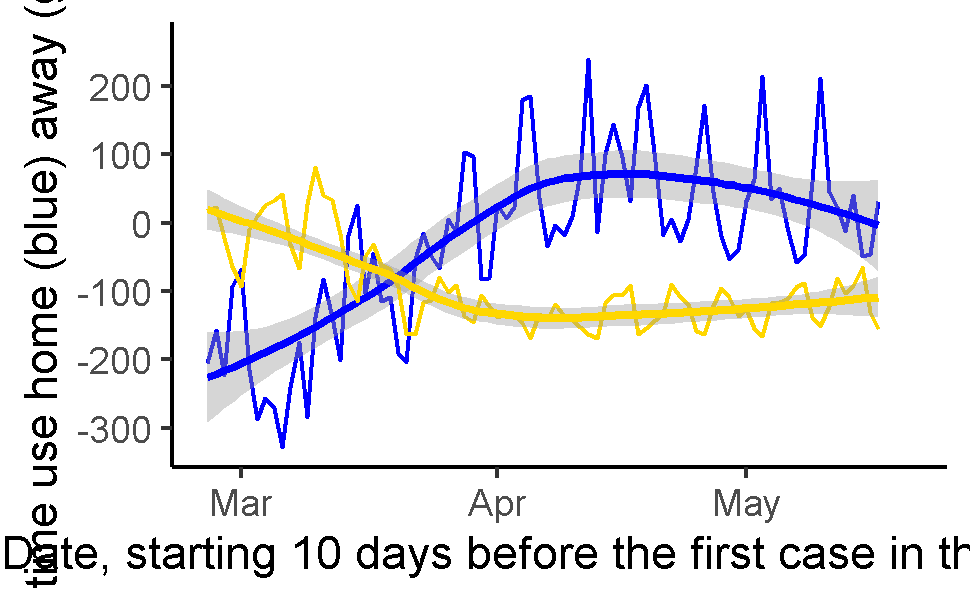 time use home (blue) away (
200
100
0
-100
-200
-300
Mar Apr May
Date, starting 10 days before the first case in th